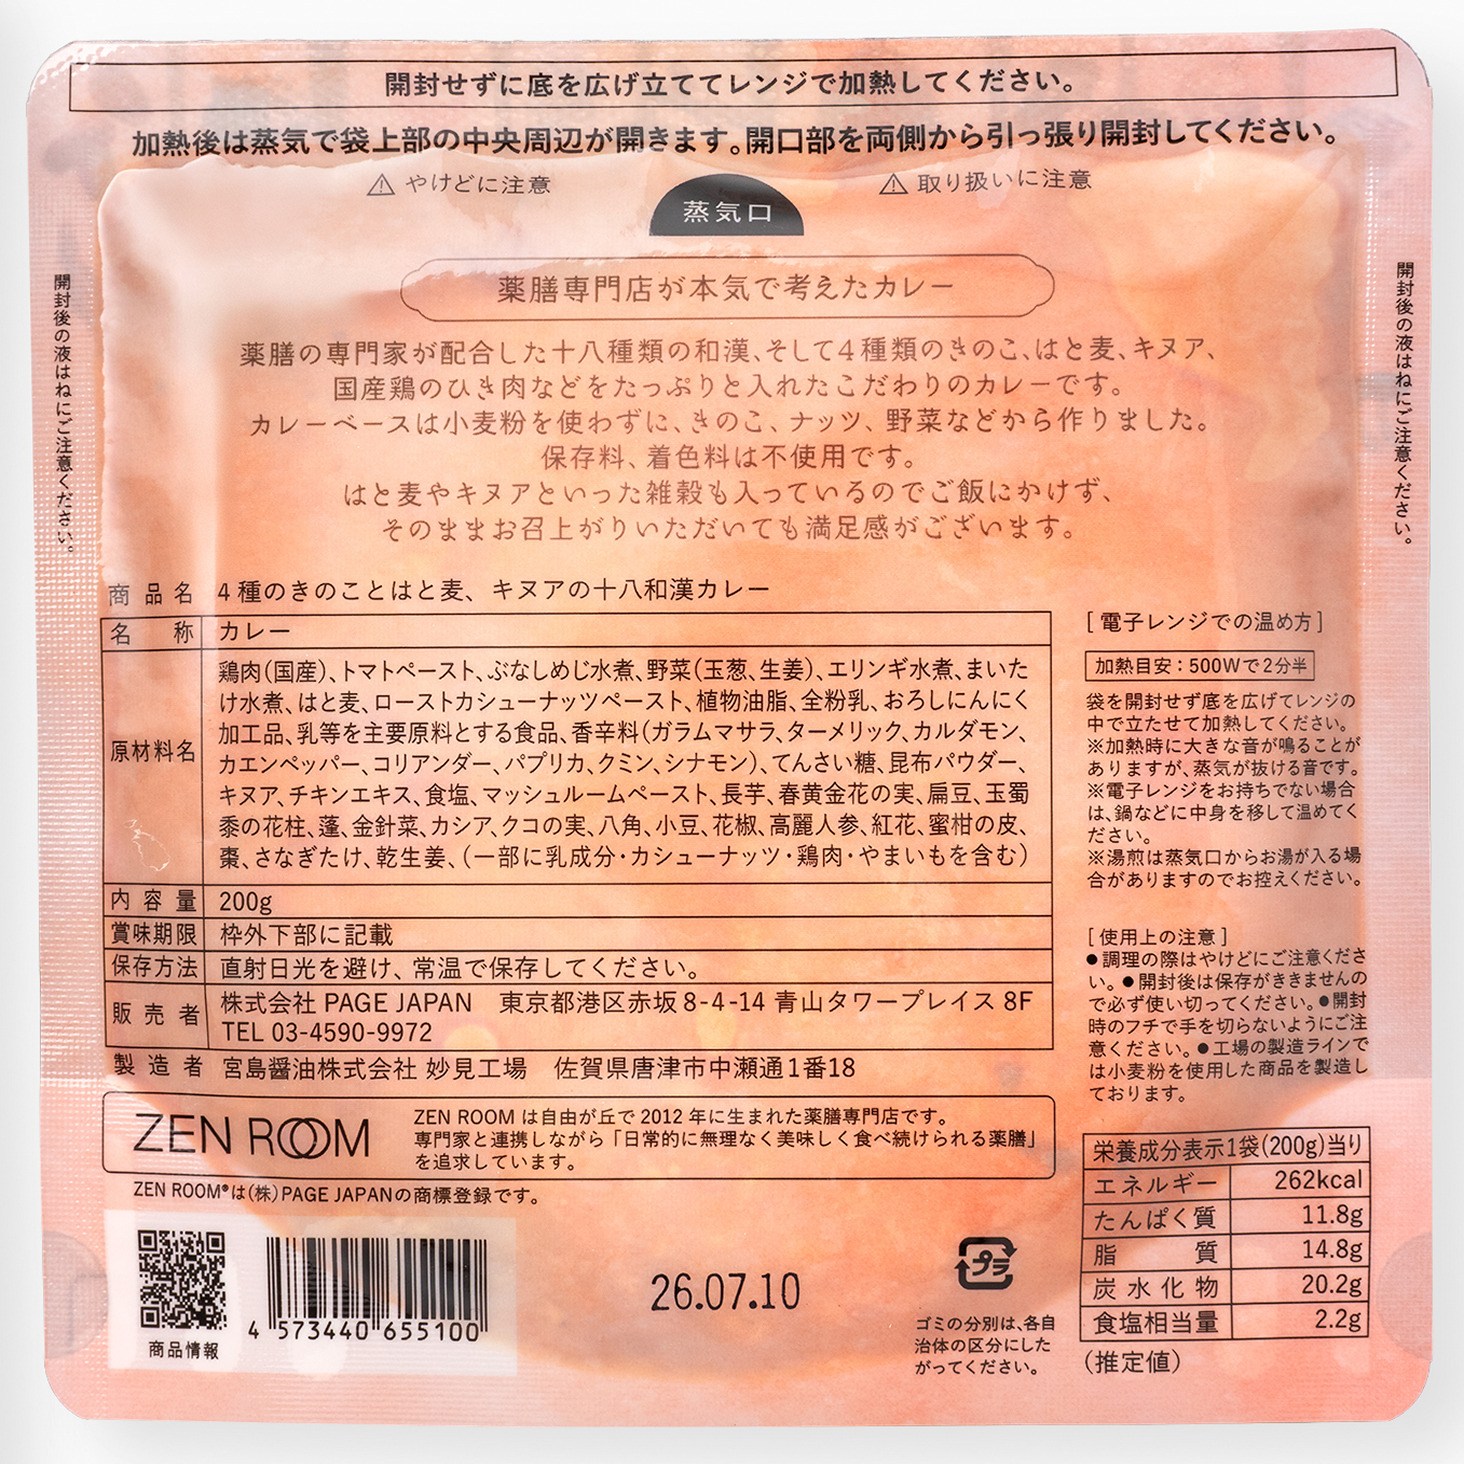 開封せずに底を広げ立ててレンジで加熱してください。
加熱後は蒸気で袋上部の中央周辺が開きます。開口部を両側から引っ張り開封してください。
⚠ やけどに注意
蒸気口
⚠ 取り扱いに注意
開封後の液はねにご注意ください。
開封後の液はねにご注意ください。
薬膳専門店が本気で考えたカレー
薬膳の専門家が配合した十八種類の和漢、そして4種類のきのこ、はと麦、キヌア、
国産鶏のひき肉などをたっぷりと入れたこだわりのカレーです。
カレーベースは小麦粉を使わずに、きのこ、ナッツ、野菜などから作りました。
保存料、着色料は不使用です。
はと麦やキヌアといった雑穀も入っているのでご飯にかけず、
そのままお召上がりいただいても満足感がございます。
商品名 4種のきのことはと麦、キヌアの十八和漢カレー
名称 カレー
原材料名
鶏肉(国産)、トマトペースト、ぶなしめじ水煮、野菜(玉葱、生姜)、エリンギ水煮、まいた
け水煮、はと麦、ローストカシューナッツペースト、植物油脂、全粉乳、おろしにんにく
加工品、乳等を主要原料とする食品、香辛料(ガラムマサラ、ターメリック、カルダモン、
カエンペッパー、コリアンダー、パプリカ、クミン、シナモン)、てんさい糖、昆布パウダー、
キヌア、チキンエキス、食塩、マッシュルームペースト、長芋、春黄金花の実、扁豆、玉蜀
黍の花柱、蓬、金針菜、カシア、クコの実、八角、小豆、花椒、高麗人参、紅花、蜜柑の皮、
棗、さなぎたけ、乾生姜、(一部に乳成分・カシューナッツ・鶏肉・やまいもを含む)
内容量 200g
賞味期限 枠外下部に記載
保存方法 直射日光を避け、常温で保存してください。
販売者 株式会社 PAGE JAPAN 東京都港区赤坂 8-4-14 青山タワープレイス 8F
TEL 03-4590-9972
製造者 宮島醤油株式会社 妙見工場 佐賀県唐津市中瀬通1番18
ZEN ROOM
ZEN ROOM は自由が丘で 2012 年に生まれた薬膳専門店です。
専門家と連携しながら「日常的に無理なく美味しく食べ続けられる薬膳」
を追求しています。
ZEN ROOM®は(株)PAGE JAPANの商標登録です。
商品情報
4 573440 655100
26.07.10
プラ
ゴミの分別は、各自
治体の区分にした
がってください。
[電子レンジでの温め方]
加熱目安：500Wで2分半
袋を開封せず底を広げてレンジの
中で立たせて加熱してください。
※加熱時に大きな音が鳴ることが
ありますが、蒸気が抜ける音です。
※電子レンジをお持ちでない場合
は、鍋などに中身を移して温めてく
ださい。
※湯煎は蒸気口からお湯が入る場
合がありますのでお控えください。
[使用上の注意]
●調理の際はやけどにご注意くださ
い。●開封後は保存がききませんの
で必ず使い切ってください。●開封
時のフチで手を切らないようにご注
意ください。●工場の製造ラインで
は小麦粉を使用した商品を製造し
ております。
栄養成分表示1袋(200g)当り
エネルギー 262kcal
たんぱく質 11.8g
脂質 14.8g
炭水化物 20.2g
食塩相当量 2.2g
(推定値)